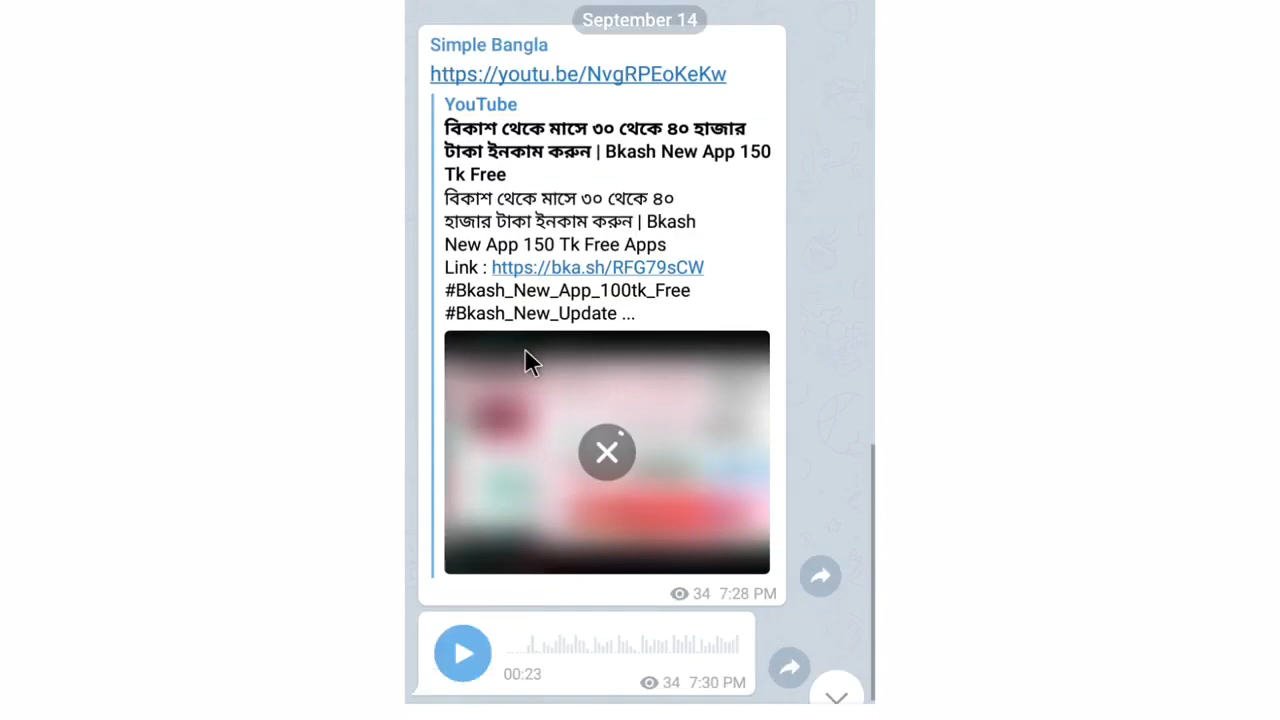 September 14
Simple Bangla
https://youtu.be/NvgRPEoKeKw
YouTube
বিকাশ থেকে মাসে ৩০ থেকে ৪০ হাজার
টাকা ইনকাম করুন | Bkash New App 150
Tk Free
বিকাশ থেকে মাসে ৩০ থেকে ৪০
হাজার টাকা ইনকাম করুন | Bkash
New App 150 Tk Free Apps
Link : https://bka.sh/RFG79sCW
#Bkash_New_App_100tk_Free
#Bkash_New_Update ...
34 7:28 PM
00:23
34 7:30 PM